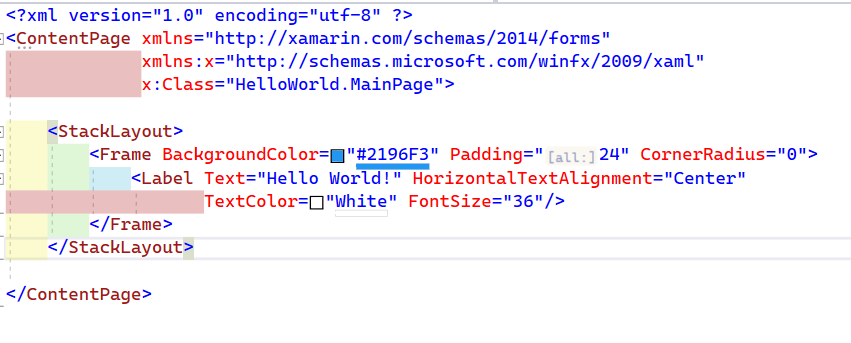 <?xml version="1.0" encoding="utf-8" ?>
<ContentPage xmlns="http://xamarin.com/schemas/2014/forms"
xmlns:x="http://schemas.microsoft.com/winfx/2009/xaml"
x:Class="HelloWorld.MainPage">
<StackLayout>
<Frame BackgroundColor="#2196F3" Padding="[all:]24" CornerRadius="0">
<Label Text="Hello World!" HorizontalTextAlignment="Center"
TextColor="White" FontSize="36"/>
</Frame>
</StackLayout>
</ContentPage>